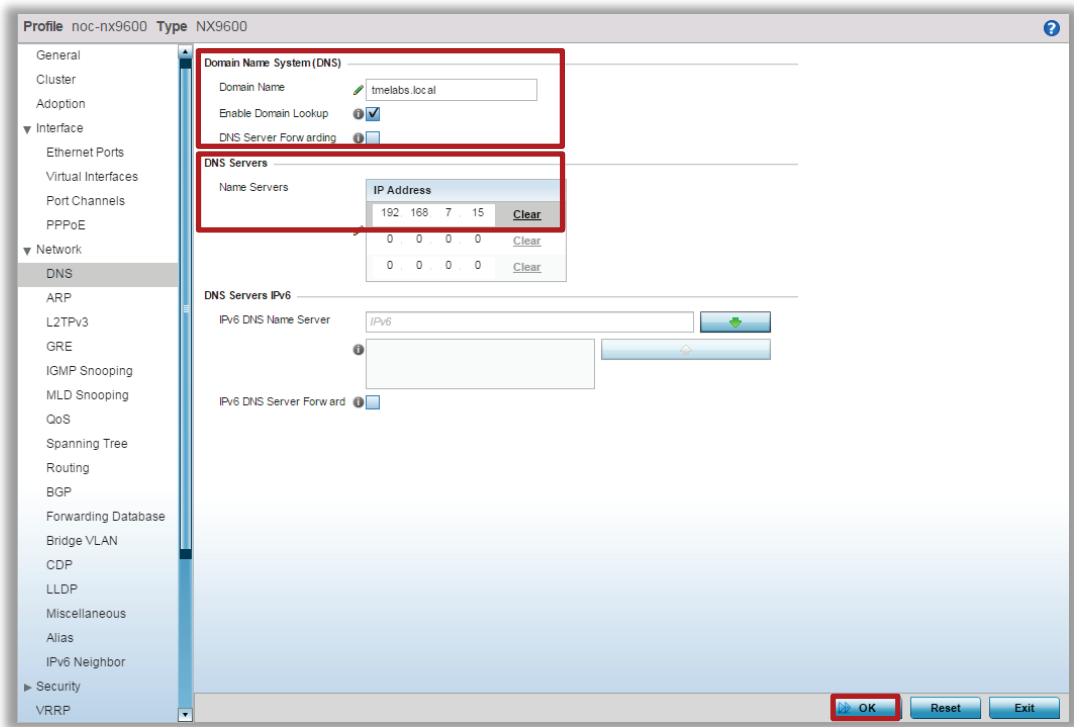 Profile noc-nx9600 Type NX9600
General
Cluster
Adoption
Interface
Ethernet Ports
Virtual Interfaces
Port Channels
PPPoE
Network
DNS
ARP
L2TPv3
GRE
IGMP Snooping
MLD Snooping
QoS
Spanning Tree
Routing
BGP
Forwarding Database
Bridge VLAN
CDP
LLDP
Miscellaneous
Alias
IPv6 Neighbor
Security
VRRP
Domain Name System (DNS)
Domain Name tmelabs.local
Enable Domain Lookup
DNS Server Forwarding
DNS Servers
Name Servers
IP Address
192 . 168 . 7 . 15 Clear
0 . 0 . 0 . 0 Clear
0 . 0 . 0 . 0 Clear
DNS Servers IPv6
IPv6 DNS Name Server IPv6
IPv6 DNS Server Forward
OK Reset Exit